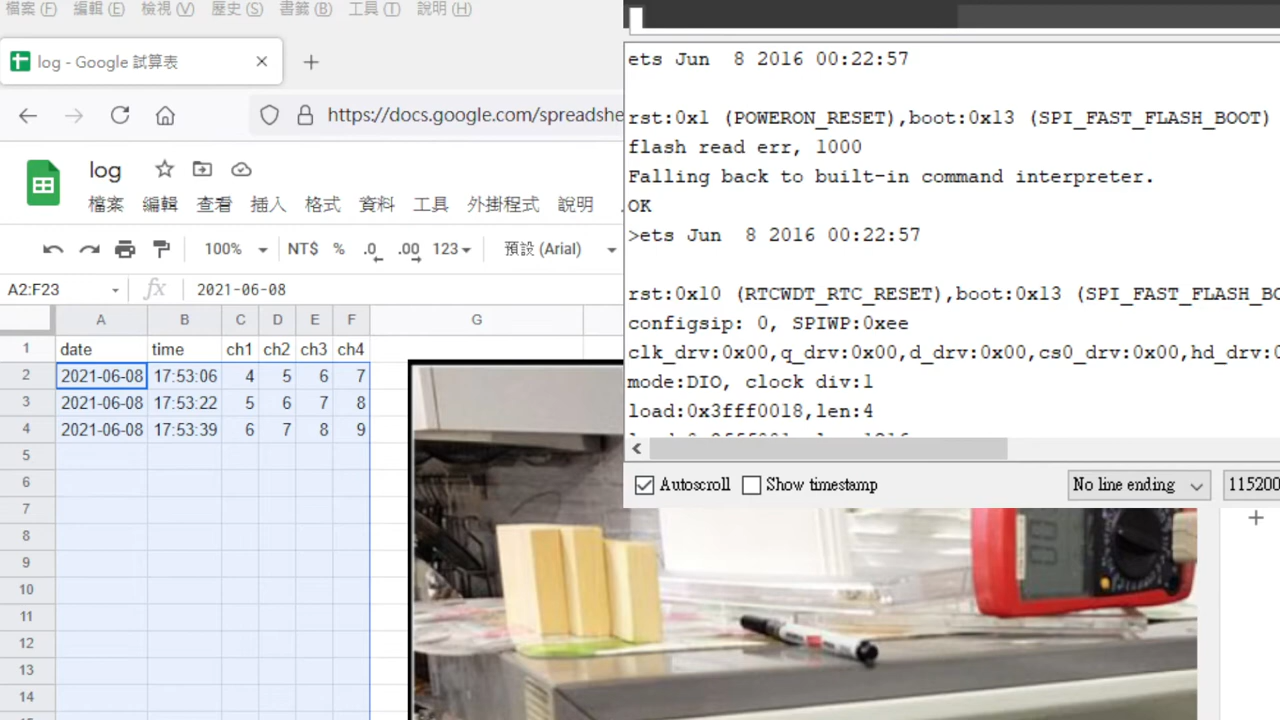 檔案 (F) 編輯 (E) 檢視 (V) 歷史 (S) 書籤 (B) 工具 (T) 說明 (H)
log - Google 試算表
https://docs.google.com/spreadshe
log
檔案 編輯 查看 插入 格式 資料 工具 外掛程式 說明
100% NT$ % .0 .00 123 預設 (Arial)
A2:F23 fx 2021-06-08
A B C D E F G
1 date time ch1 ch2 ch3 ch4
2 2021-06-08 17:53:06 4 5 6 7
3 2021-06-08 17:53:22 5 6 7 8
4 2021-06-08 17:53:39 6 7 8 9
5
6
7
8
9
10
11
12
13
14
ets Jun  8 2016 00:22:57
rst:0x1 (POWERON_RESET),boot:0x13 (SPI_FAST_FLASH_BOOT)
flash read err, 1000
Falling back to built-in command interpreter.
OK
>ets Jun  8 2016 00:22:57
rst:0x10 (RTCWDT_RTC_RESET),boot:0x13 (SPI_FAST_FLASH_BO
configsip: 0, SPIWP:0xee
clk_drv:0x00,q_drv:0x00,d_drv:0x00,cs0_drv:0x00,hd_drv:0
mode:DIO, clock div:1
load:0x3fff0018,len:4
Autoscroll Show timestamp No line ending 115200